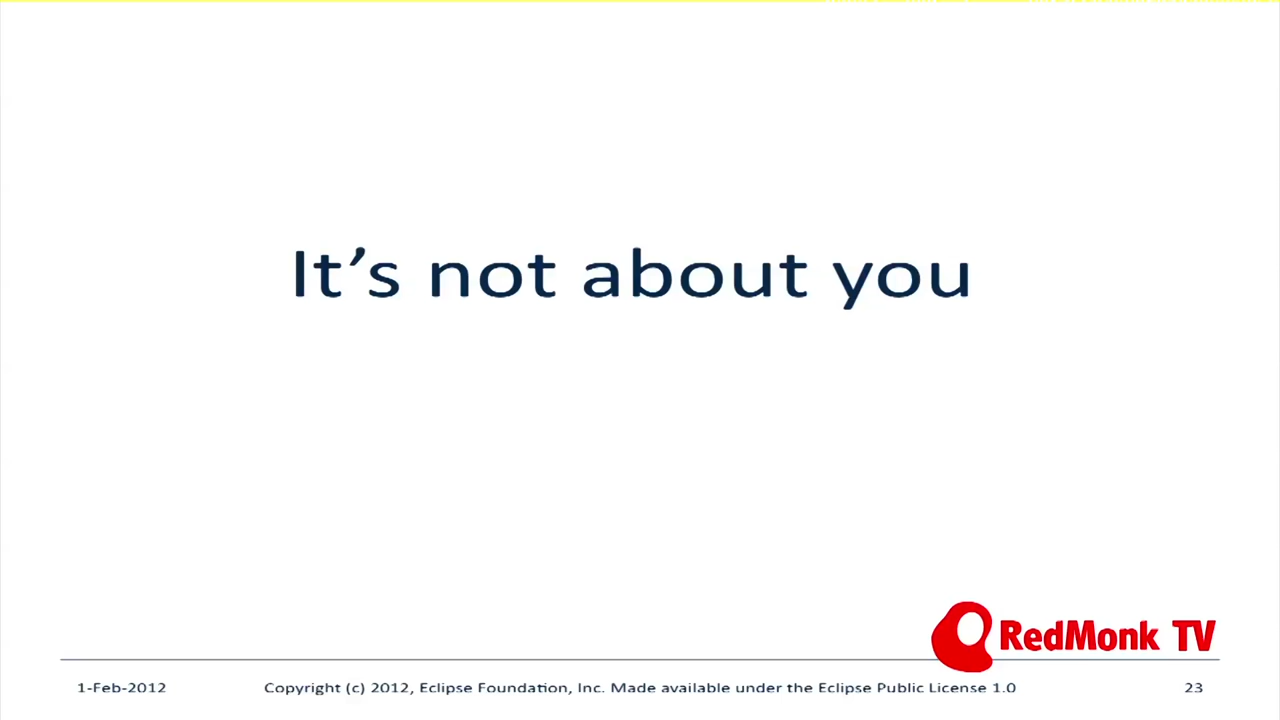 It’s not about you
RedMonk TV
1-Feb-2012
Copyright (c) 2012, Eclipse Foundation, Inc. Made available under the Eclipse Public License 1.0
23